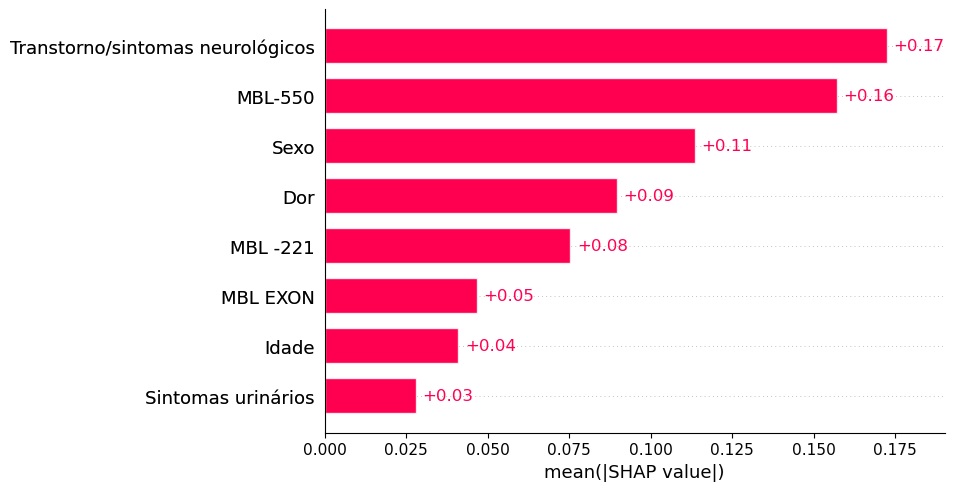 Transtorno/sintomas neurológicos +0.17
MBL-550 +0.16
Sexo +0.11
Dor +0.09
MBL -221 +0.08
MBL EXON +0.05
Idade +0.04
Sintomas urinários +0.03
0.000 0.025 0.050 0.075 0.100 0.125 0.150 0.175
mean(|SHAP value|)